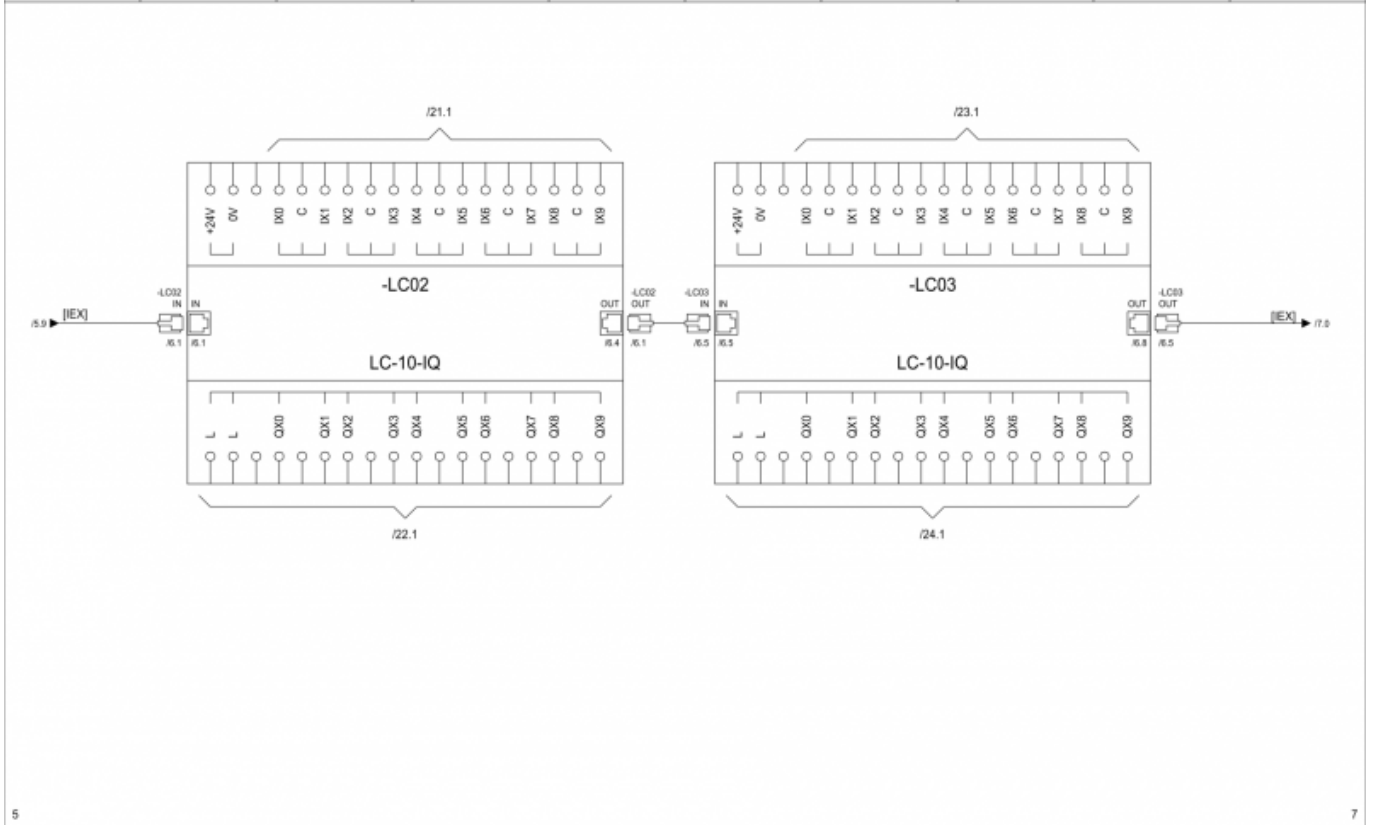 /21.1
/23.1
+24V 0V IX0 C IX1 IX2 C IX3 IX4 C IX5 IX6 C IX7 IX8 C IX9
+24V 0V IX0 C IX1 IX2 C IX3 IX4 C IX5 IX6 C IX7 IX8 C IX9
-LC02
-LC03
-LC02
IN
IN
OUT
-LC02
OUT
-LC03
IN
IN
OUT
-LC03
OUT
/5.9
[IEX]
[IEX]
/7.0
/6.1
/6.1
/6.4
/6.1
/6.5
/6.5
/6.8
/6.5
LC-10-IQ
LC-10-IQ
L L QX0 QX1 QX2 QX3 QX4 QX5 QX6 QX7 QX8 QX9
L L QX0 QX1 QX2 QX3 QX4 QX5 QX6 QX7 QX8 QX9
/22.1
/24.1
5
7